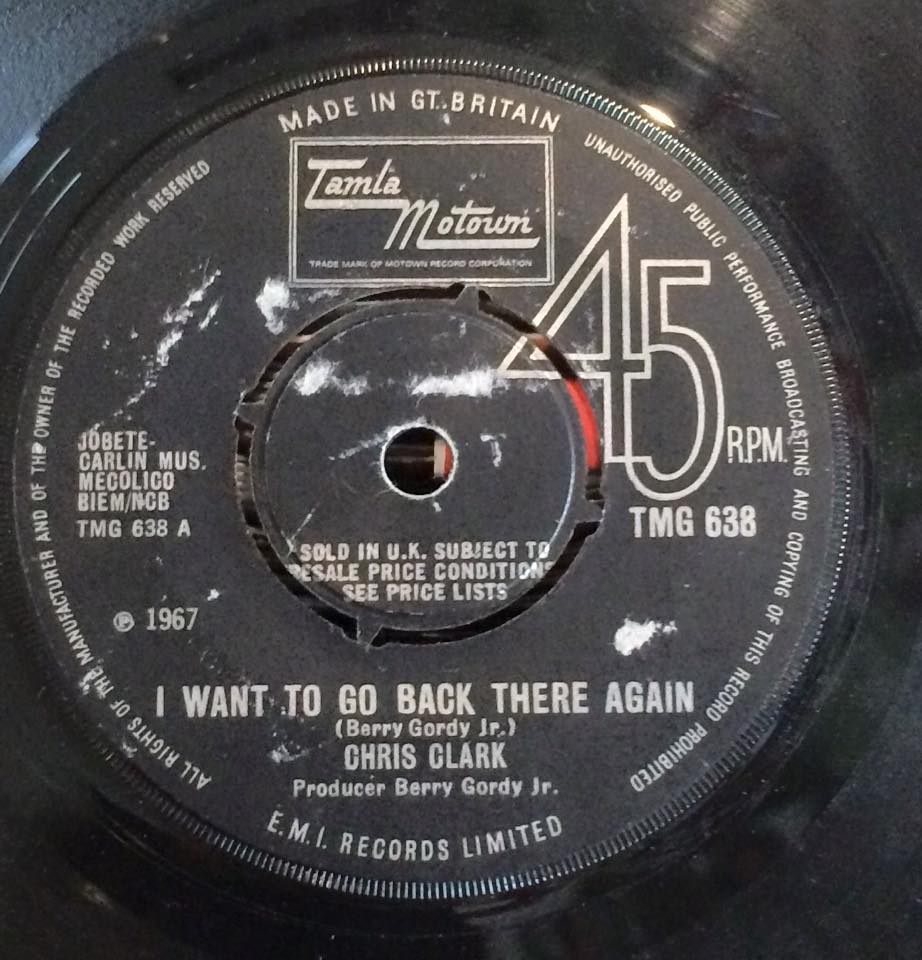 MADE IN GT. BRITAIN
Tamla
Motown
TRADE MARK OF MOTOWN RECORD CORPORATION
45
R.P.M.
TMG 638
JOBETE-
CARLIN MUS.
MECOLICO
BIEM/NCB
TMG 638 A
℗ 1967
SOLD IN U.K. SUBJECT TO
RESALE PRICE CONDITIONS
SEE PRICE LISTS
I WANT TO GO BACK THERE AGAIN
(Berry Gordy Jr.)
CHRIS CLARK
Producer Berry Gordy Jr.
E.M.I. RECORDS LIMITED
ALL RIGHTS OF THE MANUFACTURER AND OF THE OWNER OF THE RECORDED WORK RESERVED
UNAUTHORISED PUBLIC PERFORMANCE BROADCASTING AND COPYING OF THIS RECORD PROHIBITED